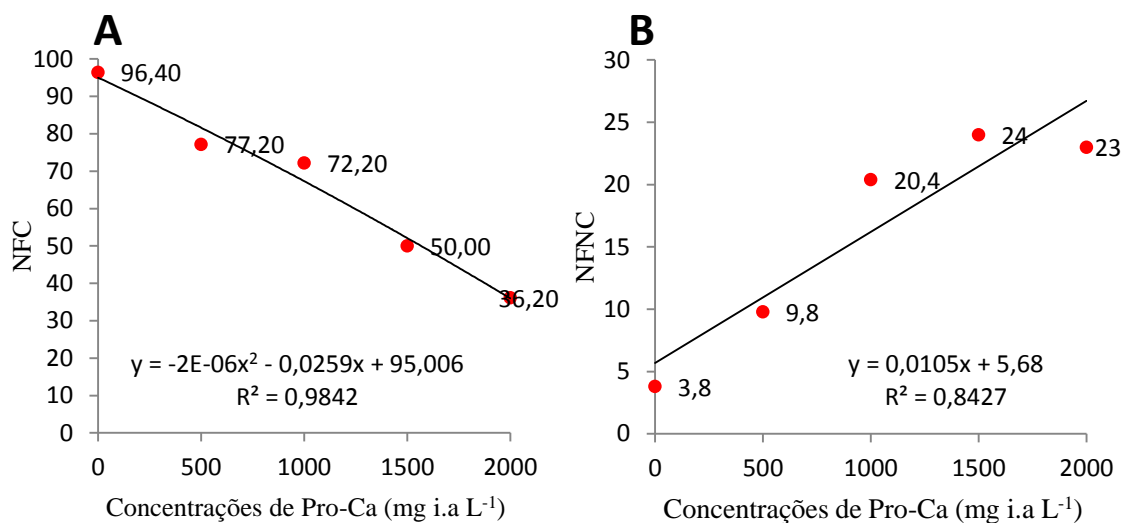 A
100
90
80
70
60
50
40
30
20
10
0
NFC
96,40
77,20
72,20
50,00
36,20
y = -2E-06x² - 0,0259x + 95,006
R² = 0,9842
0 500 1000 1500 2000
Concentrações de Pro-Ca (mg i.a L⁻¹)
B
30
25
20
15
10
5
0
NFNC
3,8
9,8
20,4
24
23
y = 0,0105x + 5,68
R² = 0,8427
0 500 1000 1500 2000
Concentrações de Pro-Ca (mg i.a L⁻¹)